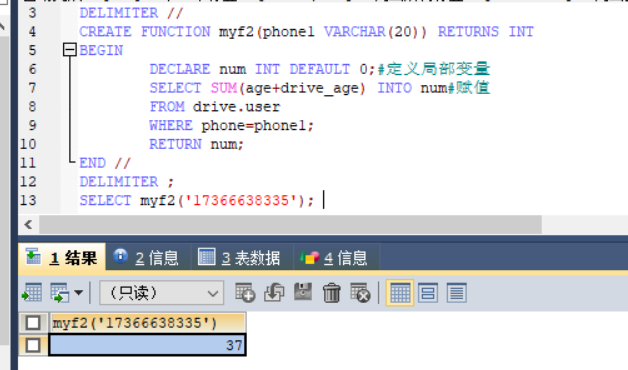 3 DELIMITER //
4 CREATE FUNCTION myf2(phone1 VARCHAR(20)) RETURNS INT
5 BEGIN
6 DECLARE num INT DEFAULT 0;#定义局部变量
7 SELECT SUM(age+drive_age) INTO num#赋值
8 FROM drive.user
9 WHERE phone=phone1;
10 RETURN num;
11 END //
12 DELIMITER ;
13 SELECT myf2('17366638335');
1 结果 2 信息 3 表数据 4 信息
(只读)
myf2('17366638335')
37